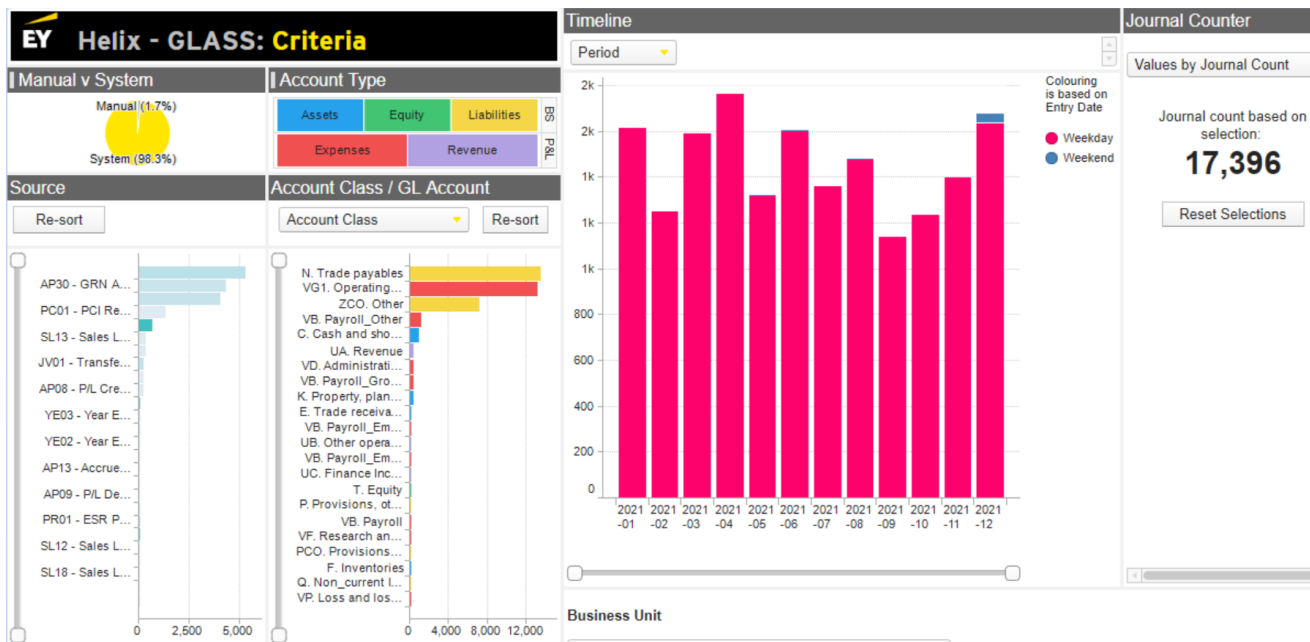 EY Helix - GLASS: Criteria
Manual v System
Manual (1.7%)
System (98.3%)
Account Type
Assets
Equity
Liabilities
BS
Expenses
Revenue
P&L
Source
Re-sort
AP30 - GRN A...
PC01 - PCI Re...
SL13 - Sales L...
JV01 - Transfe...
AP08 - P/L Cre...
YE03 - Year E...
YE02 - Year E...
AP13 - Accrue...
AP09 - P/L De...
PR01 - ESR P...
SL12 - Sales L...
SL18 - Sales L...
0 2,500 5,000
Account Class / GL Account
Account Class
Re-sort
N. Trade payables
VG1. Operating...
ZCO. Other
VB. Payroll_Other
C. Cash and sho...
UA. Revenue
VD. Administrati...
VB. Payroll_Gro...
K. Property, plan...
E. Trade receiva...
VB. Payroll_Em...
UB. Other opera...
VB. Payroll_Em...
UC. Finance Inc...
T. Equity
P. Provisions, ot...
VB. Payroll
VF. Research an...
PCO. Provisions...
F. Inventories
Q. Non_current l...
VP. Loss and los...
0 4,000 8,000 12,000
Timeline
Period
2k
2k
1k
1k
1k
800
600
400
200
0
2021 2021 2021 2021 2021 2021 2021 2021 2021 2021 2021 2021
-01 -02 -03 -04 -05 -06 -07 -08 -09 -10 -11 -12
Colouring
is based on
Entry Date
Weekday
Weekend
Business Unit
Journal Counter
Values by Journal Count
Journal count based on
selection:
17,396
Reset Selections